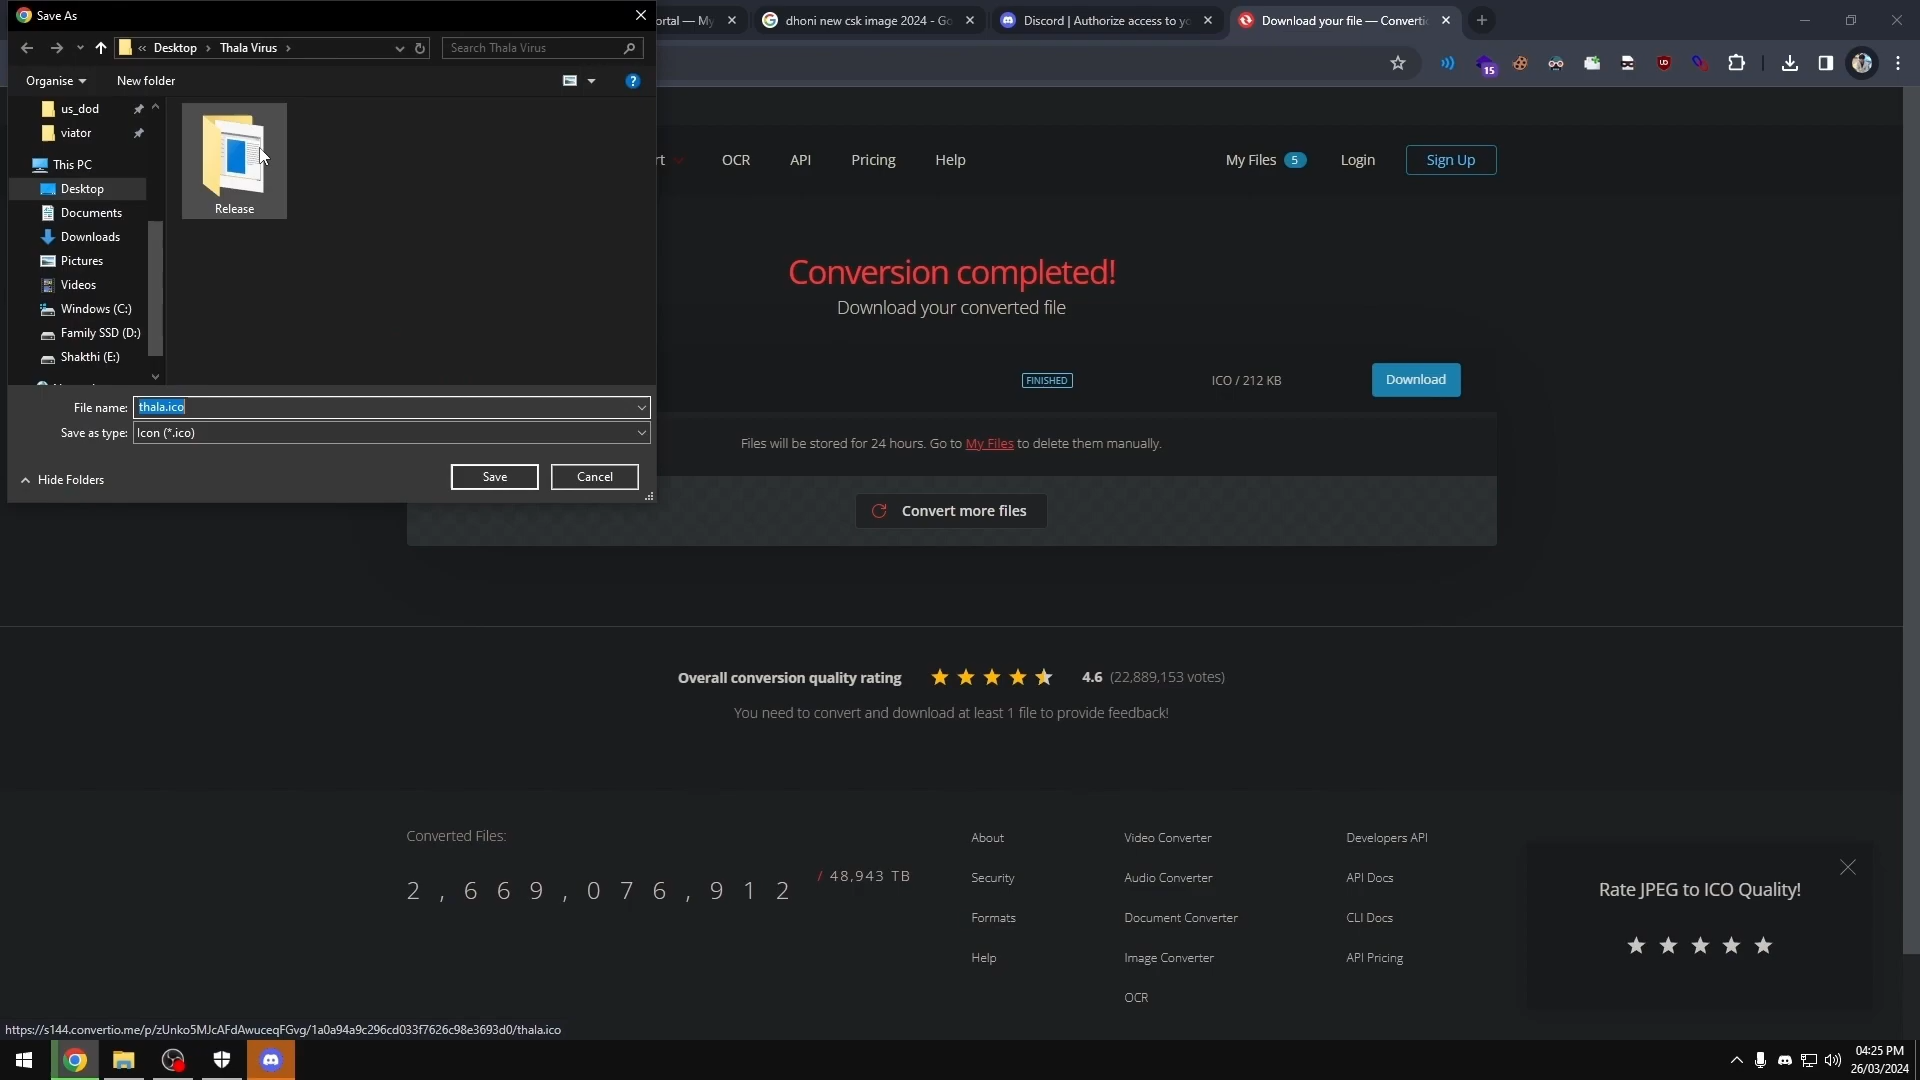 Save As
ortal — My
dhoni new csk image 2024 - Go
Discord | Authorize access to yo
Download your file — Convertio
« Desktop › Thala Virus ›
Search Thala Virus
15
Organise
New folder
us_dod
viator
This PC
Desktop
Documents
Downloads
Pictures
Videos
Windows (C:)
Family SSD (D:)
Shakthi (E:)
Release
File name: thala.ico
Save as type: Icon (*.ico)
Hide Folders
Save
Cancel
rt
OCR
API
Pricing
Help
My Files 5
Login
Sign Up
Conversion completed!
Download your converted file
FINISHED
ICO / 212 KB
Download
Files will be stored for 24 hours. Go to My Files to delete them manually.
Convert more files
Overall conversion quality rating
4.6 (22,889,153 votes)
You need to convert and download at least 1 file to provide feedback!
Converted Files:
2,669,076,912
/ 48,943 TB
About
Security
Formats
Help
Video Converter
Audio Converter
Document Converter
Image Converter
OCR
Developers API
API Docs
CLI Docs
API Pricing
Rate JPEG to ICO Quality!
https://s144.convertio.me/p/zUnko5MJcAFdAwuceqFGvg/1a0a94a9c296cd033f7626c98e3693d0/thala.ico
04:25 PM
26/03/2024